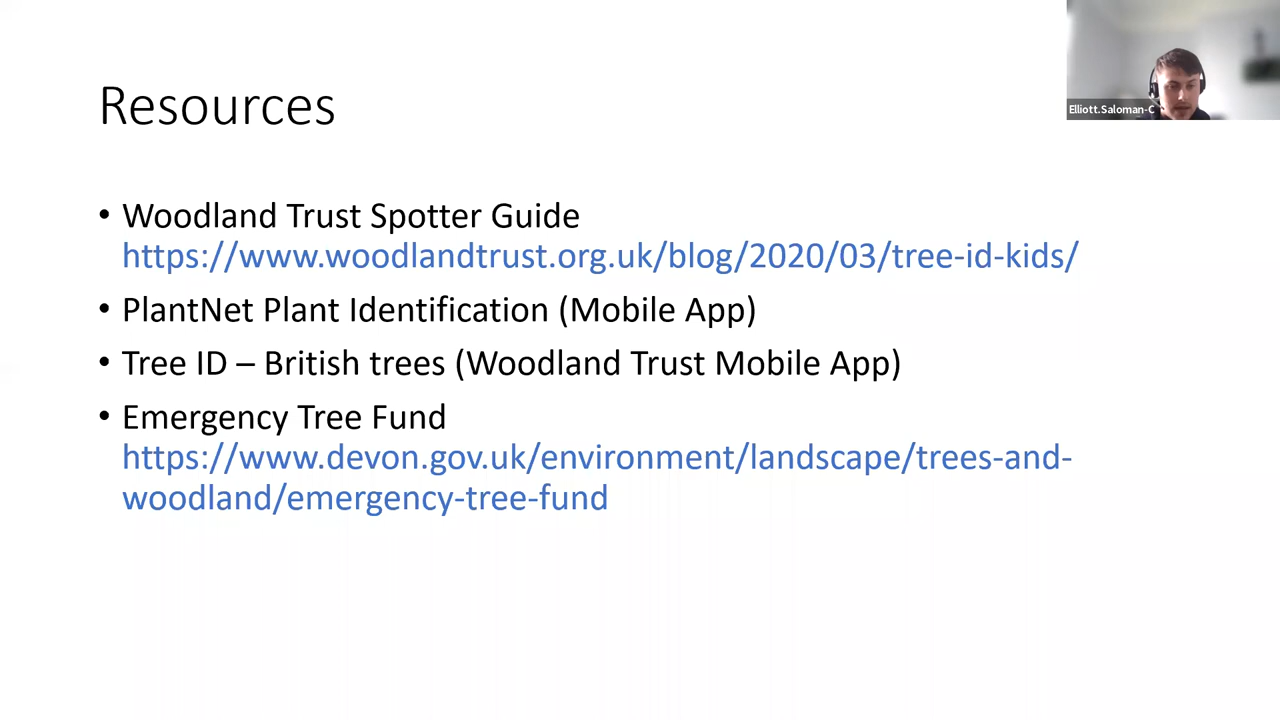 Resources
Elliott.Saloman-C
• Woodland Trust Spotter Guide
https://www.woodlandtrust.org.uk/blog/2020/03/tree-id-kids/
• PlantNet Plant Identification (Mobile App)
• Tree ID – British trees (Woodland Trust Mobile App)
• Emergency Tree Fund
https://www.devon.gov.uk/environment/landscape/trees-and-
woodland/emergency-tree-fund